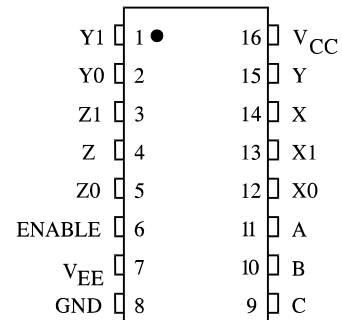 Y1 1 16 VCC
Y0 2 15 Y
Z1 3 14 X
Z 4 13 X1
Z0 5 12 X0
ENABLE 6 11 A
VEE 7 10 B
GND 8 9 C